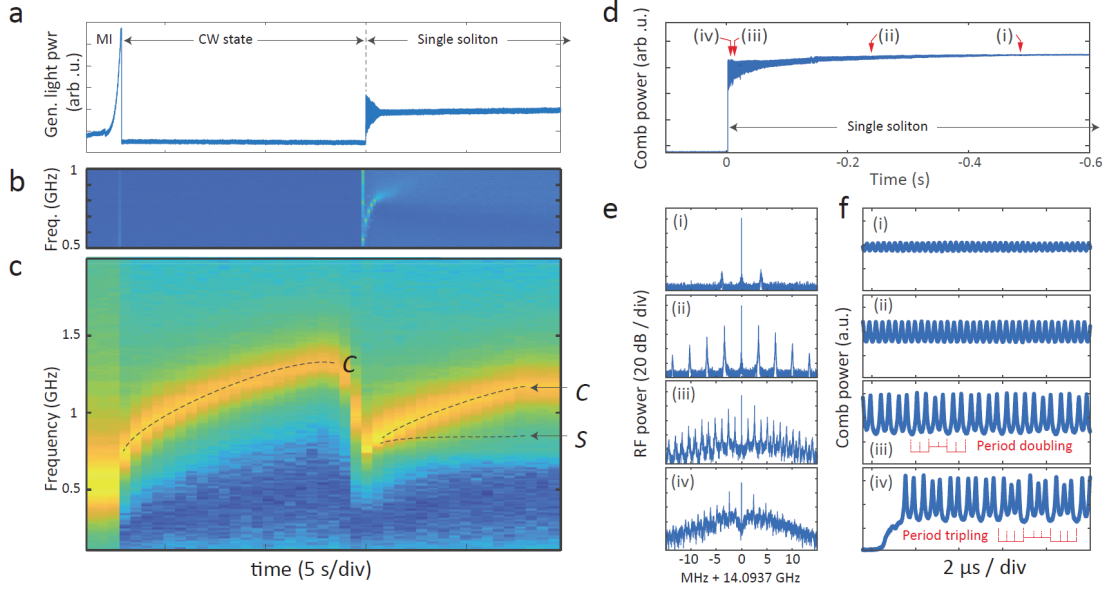 a
Gen. light pwr
(arb .u.)
MI
CW state
Single soliton
b
Freq. (GHz)
1
0.5
c
Frequency (GHz)
1.5
1
0.5
C
C
S
time (5 s/div)
d
Comb power (arb .u.)
(iv)
(iii)
(ii)
(i)
Single soliton
0
-0.2
-0.4
-0.6
Time (s)
e
RF power (20 dB / div)
(i)
(ii)
(iii)
(iv)
-10 -5 0 5 10
MHz + 14.0937 GHz
f
Comb power (a.u.)
(i)
(ii)
(iii)
Period doubling
(iv)
Period tripling
2 µs / div